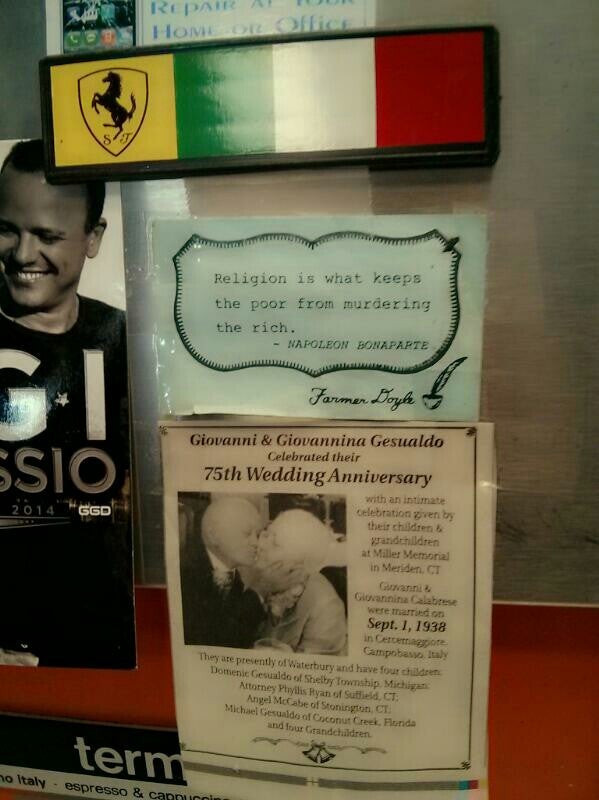 REPAIR AT YOUR
HOME OR OFFICE
S F
Religion is what keeps
the poor from murdering
the rich.
~ NAPOLEON BONAPARTE
Farmer Doyle
G.I
SSIO
2014
GGD
Giovanni & Giovannina Gesualdo
Celebrated their
75th Wedding Anniversary
with an intimate
celebration given by
their children &
grandchildren
at Miller Memorial
in Meriden, CT
Giovanni &
Giovannina Calabrese
were married on
Sept. 1, 1938
in Cercemaggiore,
Campobasso, Italy
They are presently of Waterbury and have four children:
Domenic Gesualdo of Shelby Township, Michigan;
Attorney Phyllis Ryan of Suffield, CT;
Angel McCabe of Stonington, CT;
Michael Gesualdo of Coconut Creek, Florida
and four Grandchildren.
term
no Italy - espresso & cappuccino